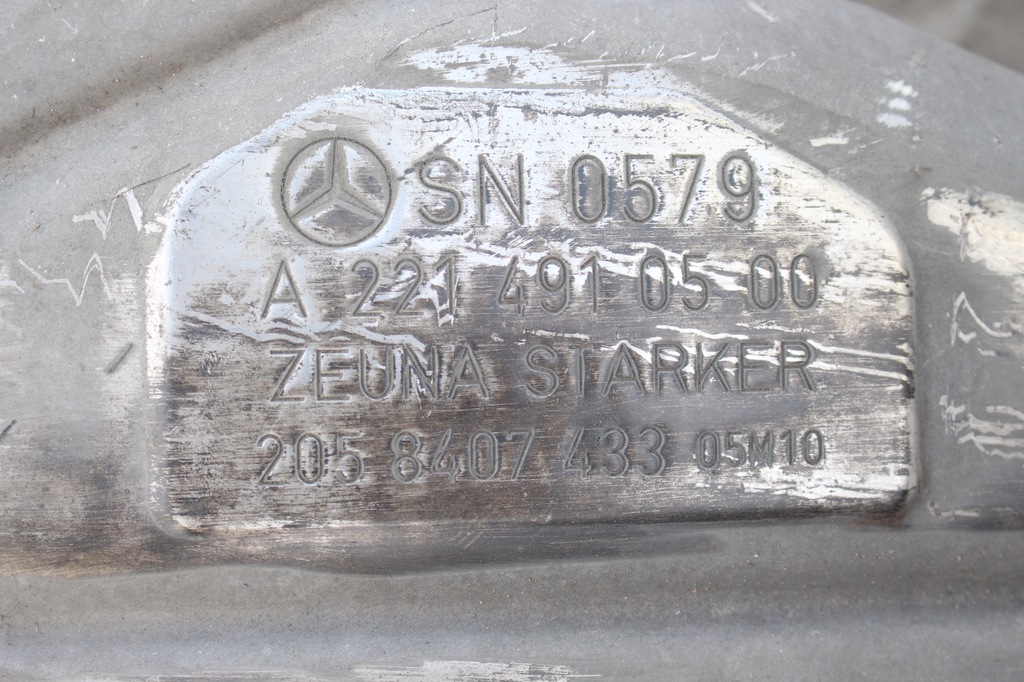 SN 0579
A 221 491 05 00
ZEUNA STARKER
205 8407 433 05M10